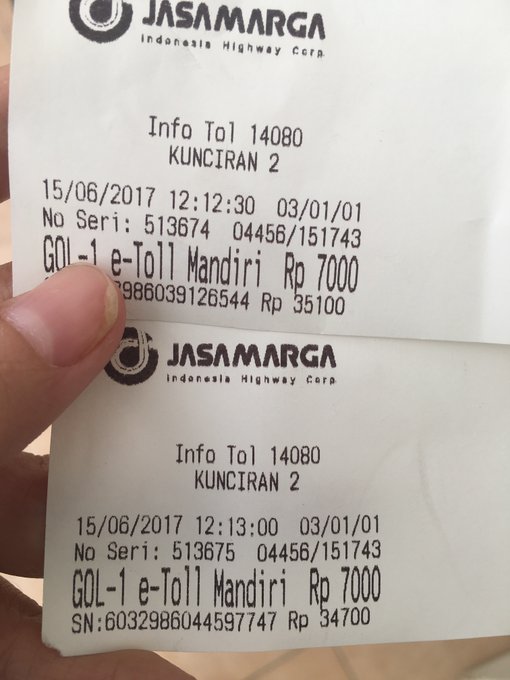 JASAMARGA
Indonesia Highway Corp.
Info Tol 14080
KUNCIRAN 2
15/06/2017 12:12:30 03/01/01
No Seri: 513674 04456/151743
GOL-1 e-Toll Mandiri Rp 7000
986039126544 Rp 35100
JASAMARGA
Indonesia Highway Corp.
Info Tol 14080
KUNCIRAN 2
15/06/2017 12:13:00 03/01/01
No Seri: 513675 04456/151743
GOL-1 e-Toll Mandiri Rp 7000
SN:6032986044597747 Rp 34700